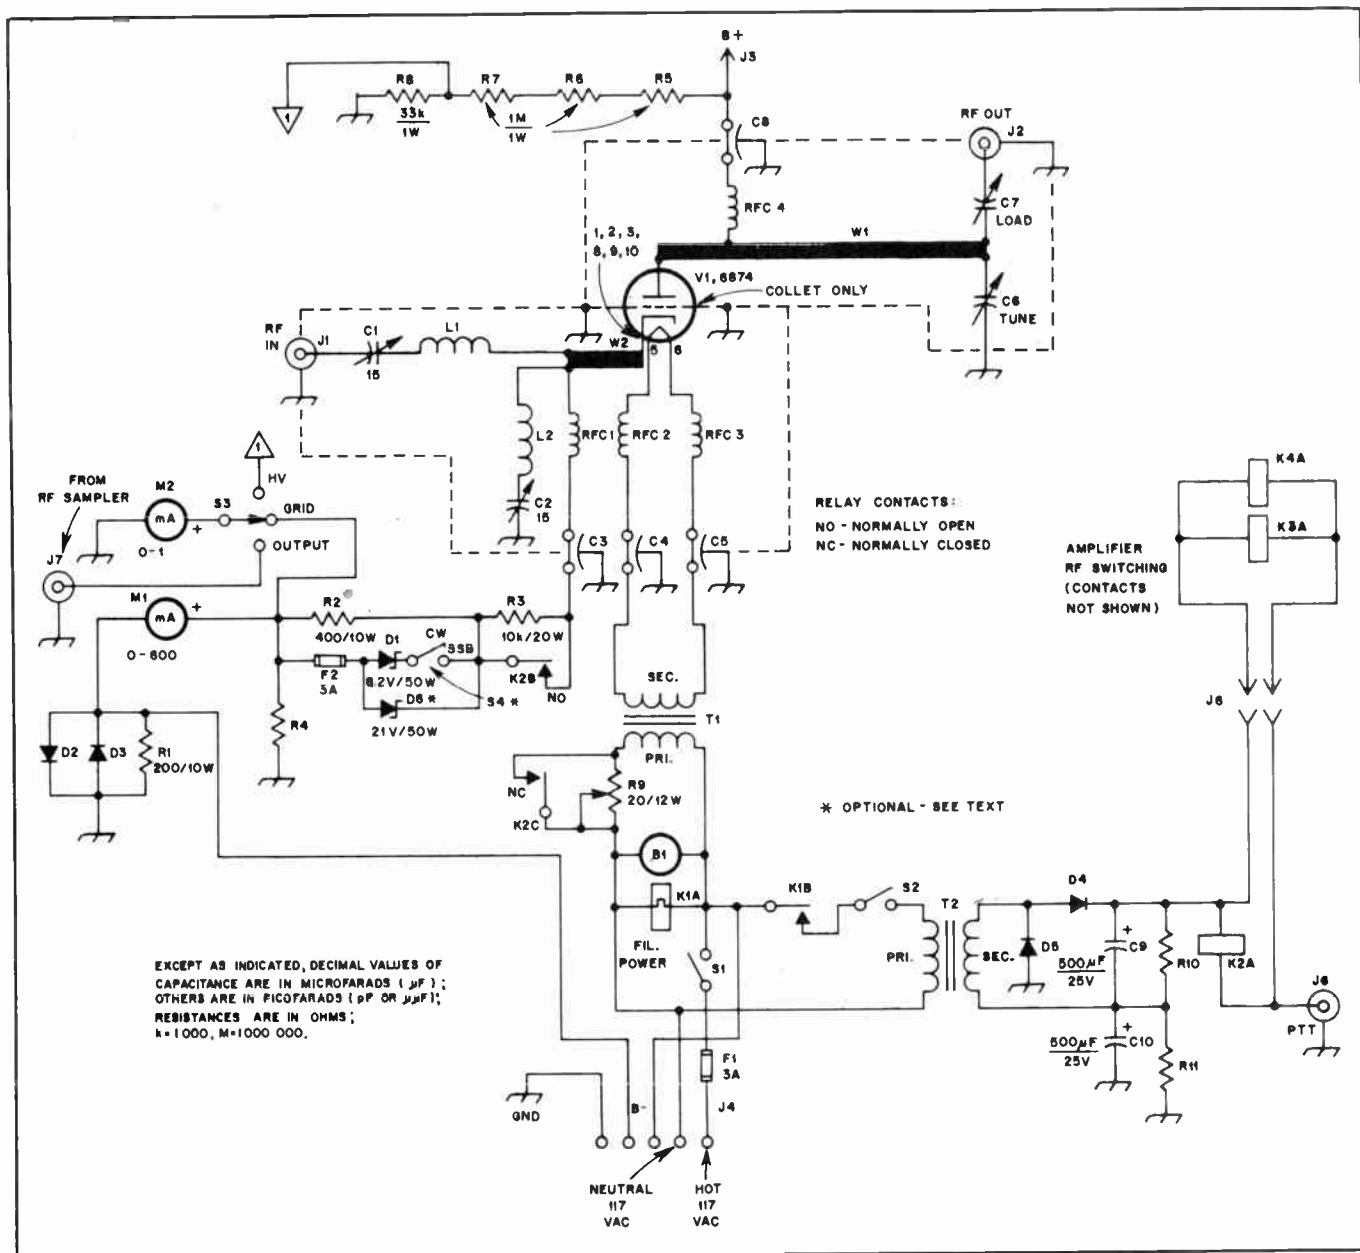 B+
J3
R8
R7
R6
R5
33k
1W
1M
1W
1
C8
RF OUT
J2
RFC 4
C7
LOAD
W1
1, 2, 3,
8, 9, 10
V1, 6874
COLLET ONLY
C6
TUNE
RF
IN
J1
C1
15
L1
W2
5
6
L2
RFC1
RFC 2
RFC 3
C2
15
1
HV
FROM
RF SAMPLER
M2
mA
+
0-1
S3
GRID
OUTPUT
J7
C3
C4
C5
RELAY CONTACTS:
NO - NORMALLY OPEN
NC - NORMALLY CLOSED
K4A
K3A
AMPLIFIER
RF SWITCHING
(CONTACTS
NOT SHOWN)
M1
mA
+
0-600
R2
400/10W
R3
10k/20W
D1
8.2V/50W
CW
SSB
S4 *
F2
3A
D6 *
21V/50W
K2B
NO
R4
D2
D3
R1
200/10W
SEC.
T1
PRI.
NC
K2C
R9
20/12W
B1
K1A
FIL.
POWER
S1
* OPTIONAL - SEE TEXT
K1B
S2
T2
PRI.
SEC.
D4
D5
+
C9
500µF
25V
R10
K2A
+
C10
500µF
25V
R11
J6
J6
PTT
EXCEPT AS INDICATED, DECIMAL VALUES OF
CAPACITANCE ARE IN MICROFARADS (µF);
OTHERS ARE IN PICOFARADS (pF OR µµF);
RESISTANCES ARE IN OHMS;
k=1000, M=1000 000.
F1
3A
GND
B-
J4
NEUTRAL
117
VAC
HOT
117
VAC